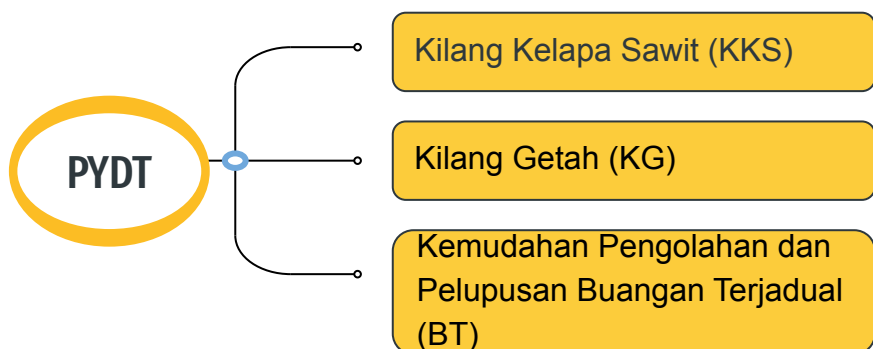 PYDT
Kilang Kelapa Sawit (KKS)
Kilang Getah (KG)
Kemudahan Pengolahan dan
Pelupusan Buangan Terjadual
(BT)